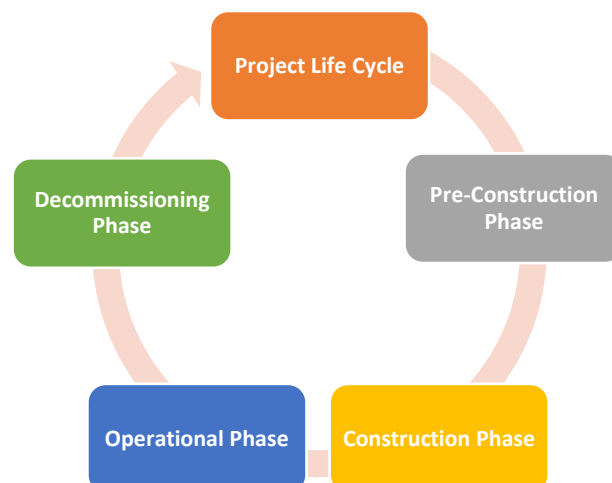 Project Life Cycle
Pre-Construction
Phase
Construction Phase
Operational Phase
Decommissioning
Phase